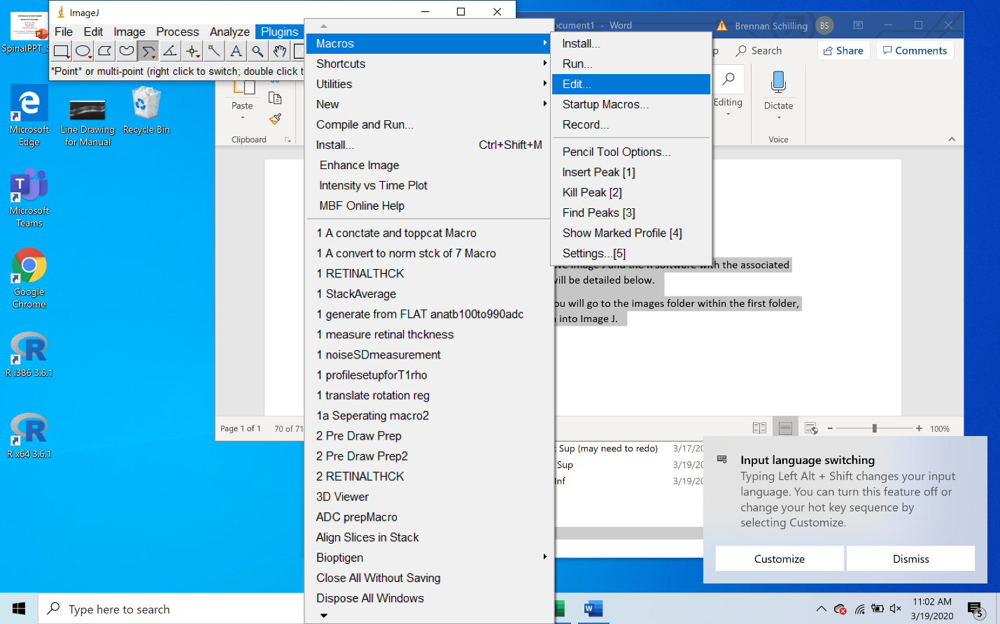 ImageJ
File Edit Image Process Analyze Plugins
*Point* or multi-point (right click to switch; double click t
Macros
Shortcuts
Utilities
New
Compile and Run...
Install... Ctrl+Shift+M
Enhance Image
Intensity vs Time Plot
MBF Online Help
1 A conctate and toppcat Macro
1 A convert to norm stck of 7 Macro
1 RETINALTHCK
1 StackAverage
1 generate from FLAT anatb100to990adc
1 measure retinal thckness
1 noiseSDmeasurement
1 profilesetupforT1rho
1 translate rotation reg
1a Seperating macro2
2 Pre Draw Prep
2 Pre Draw Prep2
2 RETINALTHCK
3D Viewer
ADC prepMacro
Align Slices in Stack
Bioptigen
Close All Without Saving
Dispose All Windows
Install...
Run...
Edit...
Startup Macros...
Record...
Pencil Tool Options...
Insert Peak [1]
Kill Peak [2]
Find Peaks [3]
Show Marked Profile [4]
Settings...[5]
ocument1 - Word
Brennan Schilling BS
p Search
Share
Comments
Paste
Clipboard
Editing
Dictate
Voice
ve Image J and the R software with the associated
vill be detailed below.
ou will go to the images folder within the first folder,
n into Image J.
Page 1 of 1 70 of 71
100%
t Sup (may need to redo) 3/17/20
Sup 3/19/20
Inf 3/19/20
Input language switching
Typing Left Alt + Shift changes your input
language. You can turn this feature off or
change your hot key sequence by
selecting Customize.
Customize Dismiss
SpinalPPT_S
Microsoft
Edge
Line Drawing
for Manual
Recycle Bin
Microsoft
Teams
Google
Chrome
R i386 3.6.1
R x64 3.6.1
Type here to search
11:02 AM
3/19/2020
5